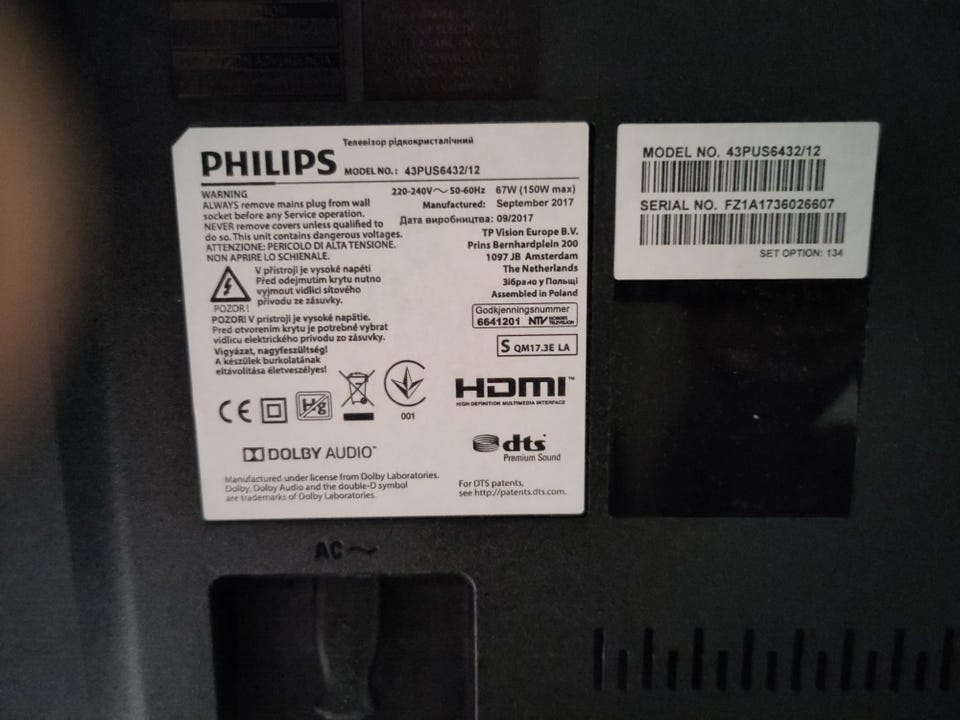 Телевізор рідкокристалічний
PHILIPS MODEL NO.: 43PUS6432/12
WARNING
ALWAYS remove mains plug from wall
socket before any Service operation.
NEVER remove covers unless qualified to
do so. This unit contains dangerous voltages.
ATTENZIONE: PERICOLO DI ALTA TENSIONE.
NON APRIRE LO SCHIENALE.
V přístroji je vysoké napětí
Před odejmutím krytu nutno
vyjmout vidlici síťového
přívodu ze zásuvky.
POZOR!
POZOR! V prístroji je vysoké napätie.
Pred otvorením krytu je potrebné vybrat
vidlicu elektrického prívodu zo zásuvky.
Vigyázat, nagyfeszültség!
A készülék burkolatának
eltávolítása életveszélyes!
220-240V~ 50-60Hz 67W (150W max)
Manufactured: September 2017
Дата виробництва: 09/2017
TP Vision Europe B.V.
Prins Bernhardplein 200
1097 JB Amsterdam
The Netherlands
Зібрано у Польщі
Assembled in Poland
Godkjenningsnummer
6641201 NTV NORGES TELEVISJON
S QM17.3E LA
CE Hg
001
HDMI™
HIGH-DEFINITION MULTIMEDIA INTERFACE
DOLBY AUDIO™
Manufactured under license from Dolby Laboratories.
Dolby, Dolby Audio and the double-D symbol
are trademarks of Dolby Laboratories.
dts
Premium Sound
For DTS patents,
see http://patents.dts.com.
MODEL NO. 43PUS6432/12
SERIAL NO. FZ1A1736026607
SET OPTION: 134
AC~